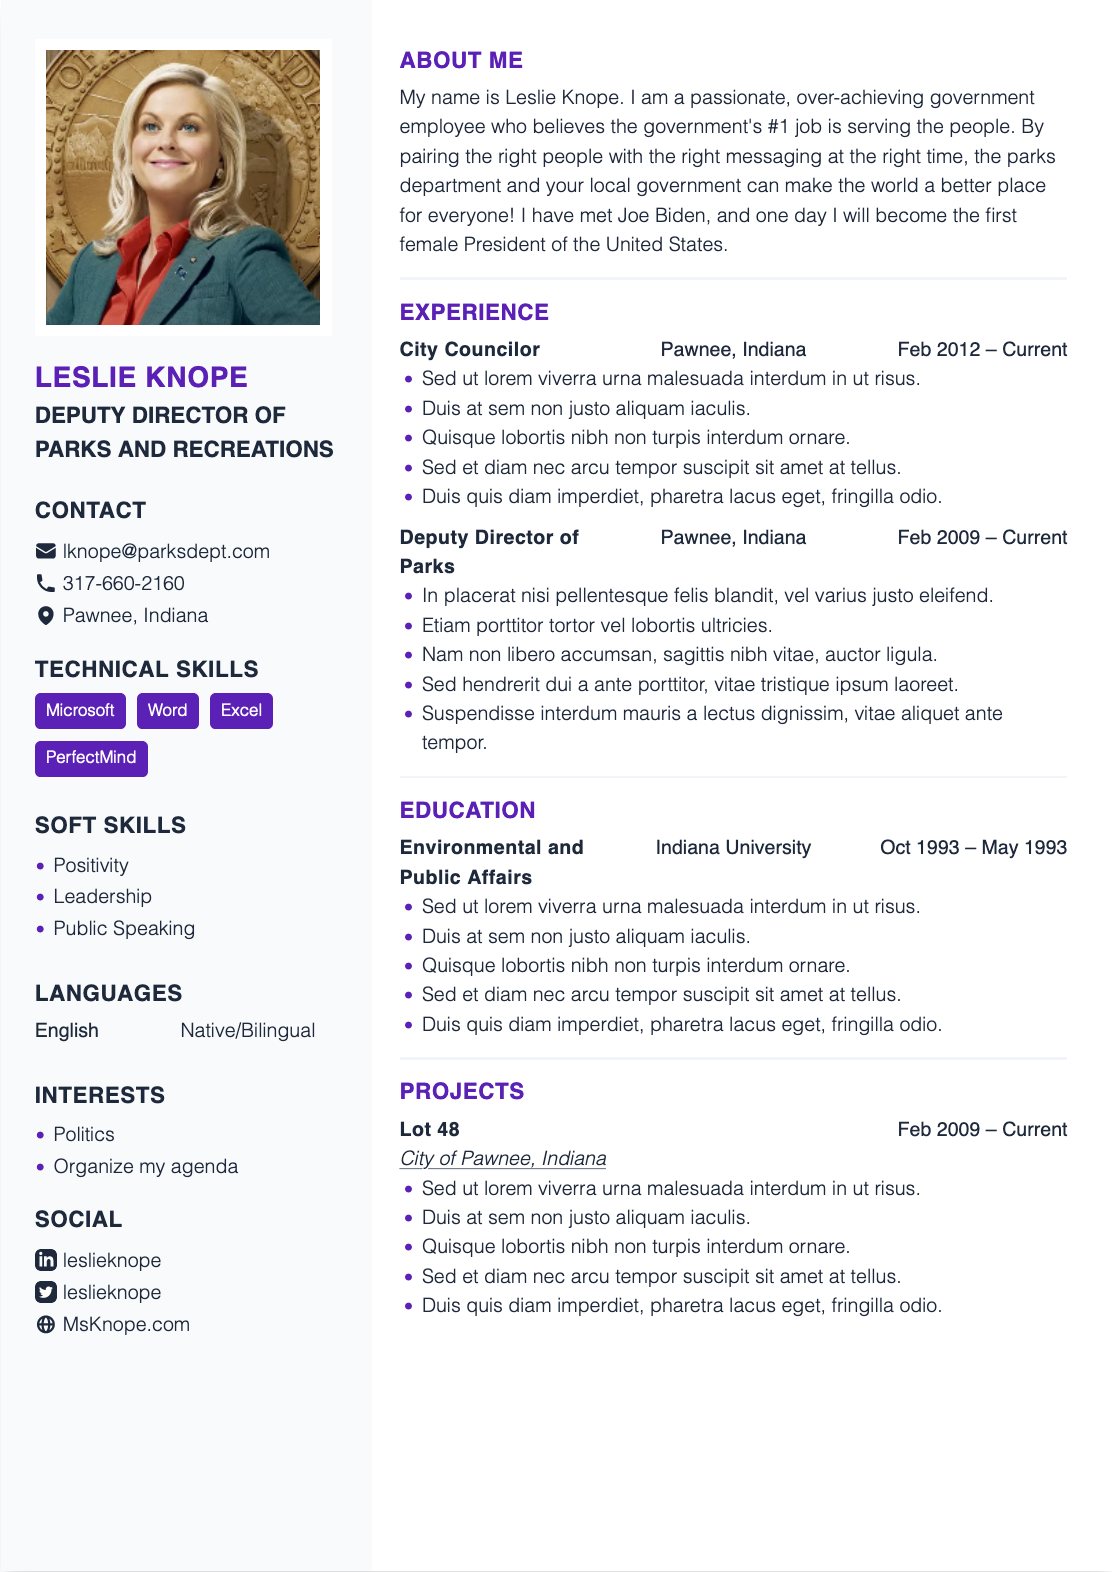 LESLIE KNOPE
DEPUTY DIRECTOR OF
PARKS AND RECREATIONS
CONTACT
lknope@parksdept.com
317-660-2160
Pawnee, Indiana
TECHNICAL SKILLS
Microsoft Word Excel
PerfectMind
SOFT SKILLS
• Positivity
• Leadership
• Public Speaking
LANGUAGES
English Native/Bilingual
INTERESTS
• Politics
• Organize my agenda
SOCIAL
leslieknope
leslieknope
MsKnope.com
ABOUT ME
My name is Leslie Knope. I am a passionate, over-achieving government
employee who believes the government's #1 job is serving the people. By
pairing the right people with the right messaging at the right time, the parks
department and your local government can make the world a better place
for everyone! I have met Joe Biden, and one day I will become the first
female President of the United States.
EXPERIENCE
City Councilor Pawnee, Indiana Feb 2012 – Current
• Sed ut lorem viverra urna malesuada interdum in ut risus.
• Duis at sem non justo aliquam iaculis.
• Quisque lobortis nibh non turpis interdum ornare.
• Sed et diam nec arcu tempor suscipit sit amet at tellus.
• Duis quis diam imperdiet, pharetra lacus eget, fringilla odio.
Deputy Director of Pawnee, Indiana Feb 2009 – Current
Parks
• In placerat nisi pellentesque felis blandit, vel varius justo eleifend.
• Etiam porttitor tortor vel lobortis ultricies.
• Nam non libero accumsan, sagittis nibh vitae, auctor ligula.
• Sed hendrerit dui a ante porttitor, vitae tristique ipsum laoreet.
• Suspendisse interdum mauris a lectus dignissim, vitae aliquet ante
tempor.
EDUCATION
Environmental and Indiana University Oct 1993 – May 1993
Public Affairs
• Sed ut lorem viverra urna malesuada interdum in ut risus.
• Duis at sem non justo aliquam iaculis.
• Quisque lobortis nibh non turpis interdum ornare.
• Sed et diam nec arcu tempor suscipit sit amet at tellus.
• Duis quis diam imperdiet, pharetra lacus eget, fringilla odio.
PROJECTS
Lot 48 Feb 2009 – Current
City of Pawnee, Indiana
• Sed ut lorem viverra urna malesuada interdum in ut risus.
• Duis at sem non justo aliquam iaculis.
• Quisque lobortis nibh non turpis interdum ornare.
• Sed et diam nec arcu tempor suscipit sit amet at tellus.
• Duis quis diam imperdiet, pharetra lacus eget, fringilla odio.